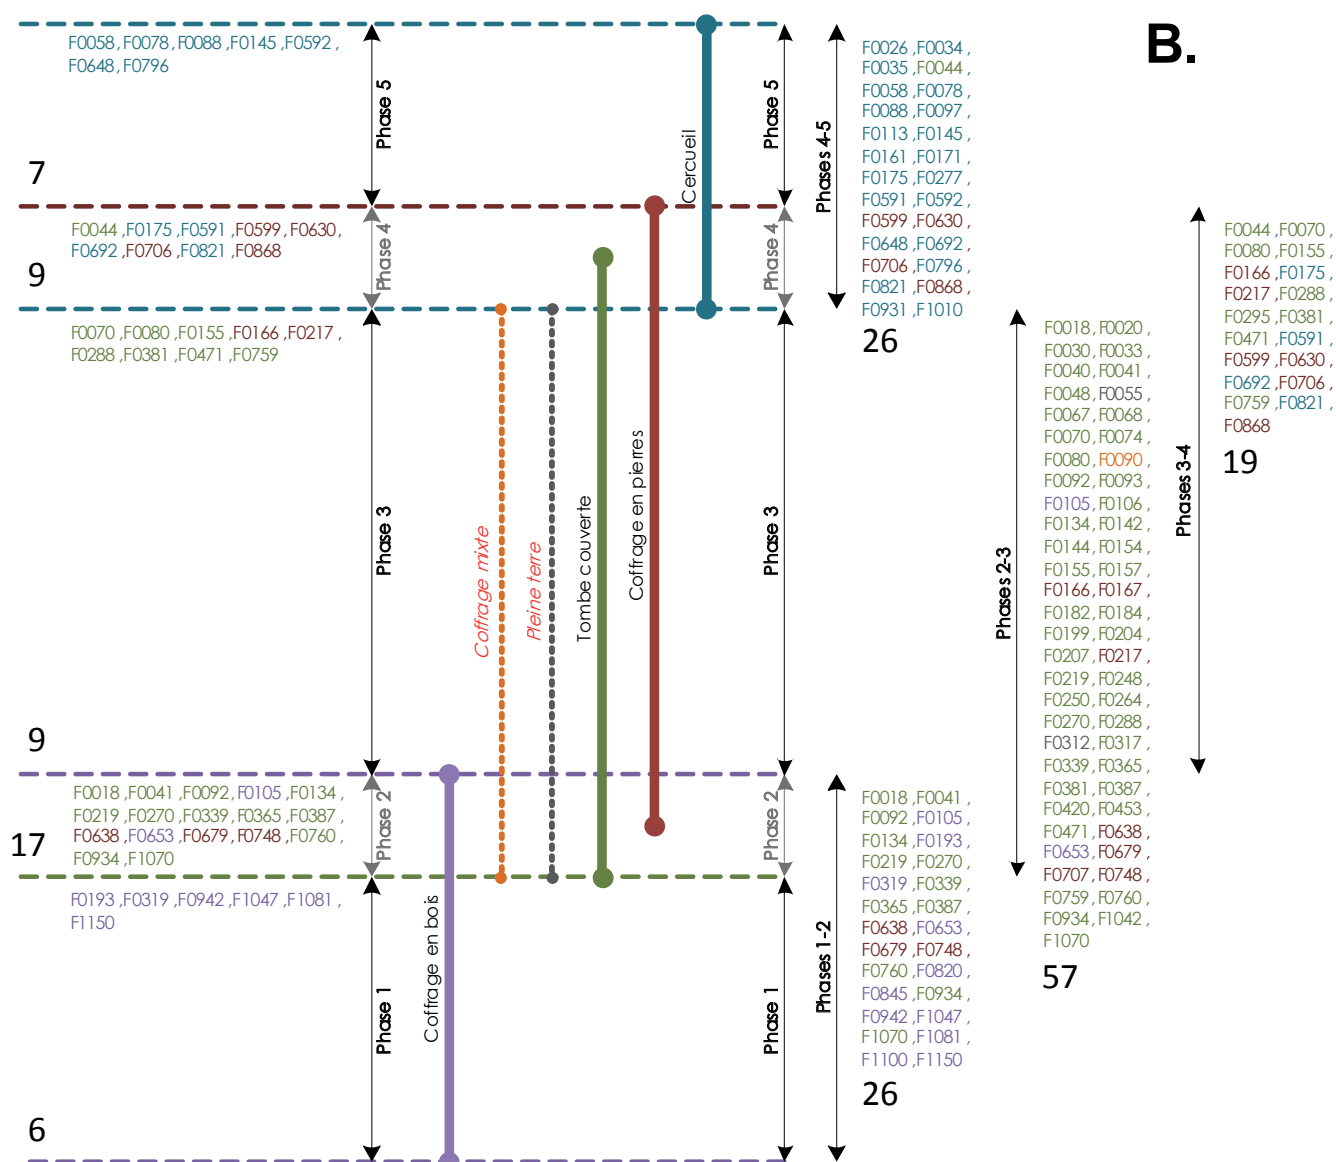 B.
F0058 ,F0078 ,F0088 ,F0145 ,F0592 ,
F0648 ,F0796
7
F0044 ,F0175 ,F0591 ,F0599 ,F0630,
F0692 ,F0706 ,F0821 ,F0868
9
F0070 ,F0080 ,F0155 ,F0166 ,F0217 ,
F0288 ,F0381 ,F0471 ,F0759
9
F0018 ,F0041 ,F0092 ,F0105 ,F0134 ,
F0219 ,F0270 ,F0339 ,F0365 ,F0387 ,
F0638 ,F0653 ,F0679 ,F0748 ,F0760 ,
F0934 ,F1070
17
F0193 ,F0319 ,F0942 ,F1047 ,F1081 ,
F1150
6
Phase 5
Phase 4
Phase 3
Phase 2
Phase 1
Coffrage en bois
Coffrage mixte
Pleine terre
Tombe couverte
Coffrage en pierres
Cercueil
Phase 5
Phase 4
Phase 3
Phase 2
Phase 1
Phases 4-5
F0026 ,F0034 ,
F0035 ,F0044 ,
F0058 ,F0078 ,
F0088 ,F0097 ,
F0113 ,F0145 ,
F0161 ,F0171 ,
F0175 ,F0277 ,
F0591 ,F0592 ,
F0599 ,F0630 ,
F0648 ,F0692 ,
F0706 ,F0796 ,
F0821 ,F0868 ,
F0931 ,F1010
26
Phases 1-2
F0018 ,F0041 ,
F0092 ,F0105 ,
F0134 ,F0193 ,
F0219 ,F0270 ,
F0319 ,F0339 ,
F0365 ,F0387 ,
F0638 ,F0653 ,
F0679 ,F0748 ,
F0760 ,F0820 ,
F0845 ,F0934 ,
F0942 ,F1047 ,
F1070 ,F1081 ,
F1100 ,F1150
26
Phases 2-3
F0018 ,F0020 ,
F0030 ,F0033 ,
F0040 ,F0041 ,
F0048 ,F0055 ,
F0067 ,F0068 ,
F0070 ,F0074 ,
F0080 ,F0090 ,
F0092 ,F0093 ,
F0105 ,F0106 ,
F0134 ,F0142 ,
F0144 ,F0154 ,
F0155 ,F0157 ,
F0166 ,F0167 ,
F0182 ,F0184 ,
F0199 ,F0204 ,
F0207 ,F0217 ,
F0219 ,F0248 ,
F0250 ,F0264 ,
F0270 ,F0288 ,
F0312 ,F0317 ,
F0339 ,F0365 ,
F0381 ,F0387 ,
F0420 ,F0453 ,
F0471 ,F0638 ,
F0653 ,F0679 ,
F0707 ,F0748 ,
F0759 ,F0760 ,
F0934 ,F1042 ,
F1070
57
Phases 3-4
F0044 ,F0070 ,
F0080 ,F0155 ,
F0166 ,F0175 ,
F0217 ,F0288 ,
F0295 ,F0381 ,
F0471 ,F0591 ,
F0599 ,F0630 ,
F0692 ,F0706 ,
F0759 ,F0821 ,
F0868
19